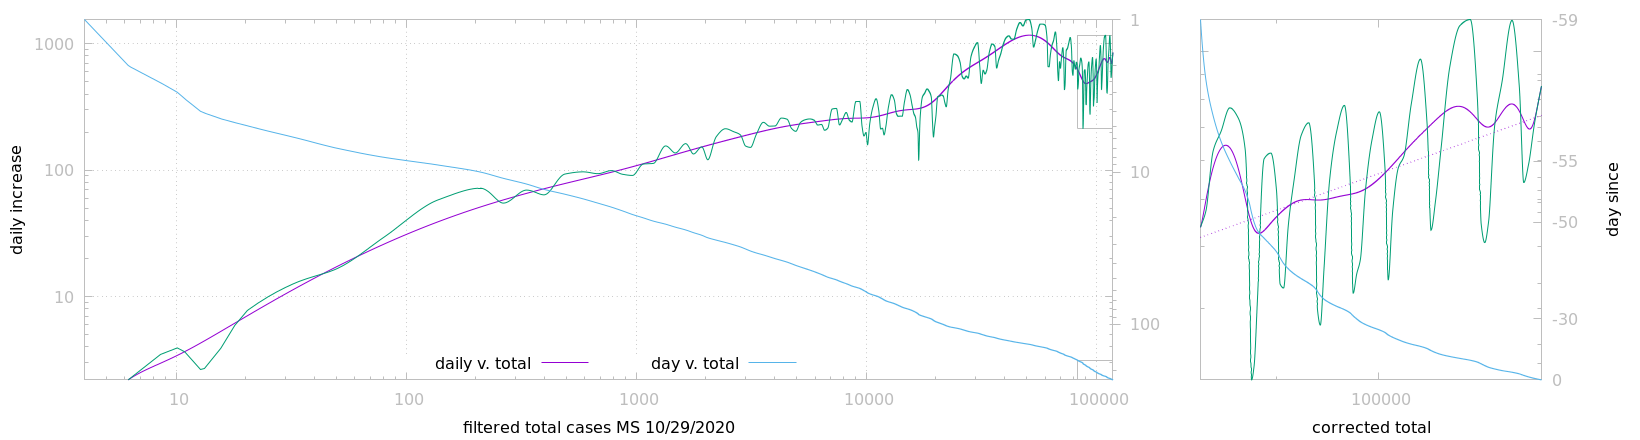 1000
100
10
daily increase
10
100
1000
10000
100000
filtered total cases MS 10/29/2020
daily v. total
day v. total
1
10
100
100000
corrected total
-59
-55
-50
-30
0
day since